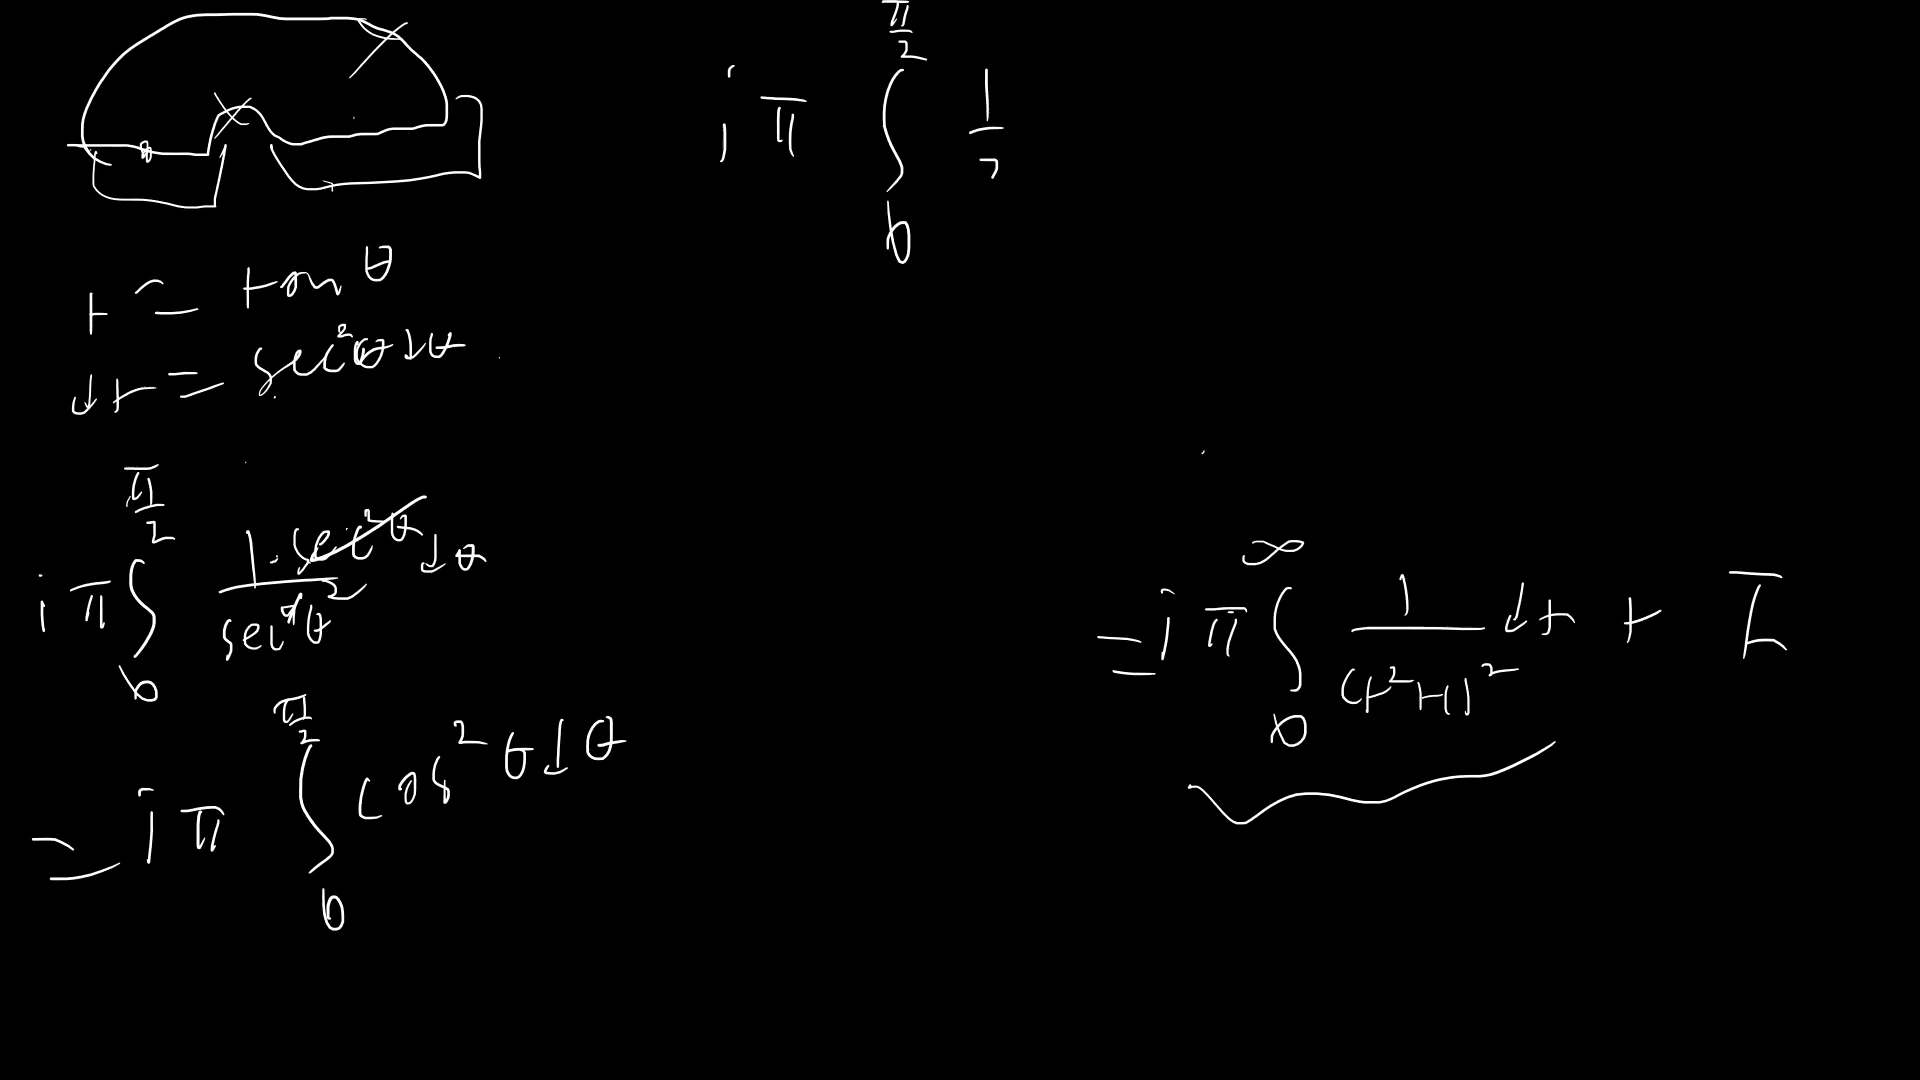 t = tan θ
dt = sec²θ dθ
iπ ∫₀^{π/2} 1·sec²θ dθ / sec⁴θ
= iπ ∫₀^{π/2} cos²θ dθ
iπ ∫₀^{π/2} 1
= iπ ∫₀^∞ 1/(t²+1)² dt + I